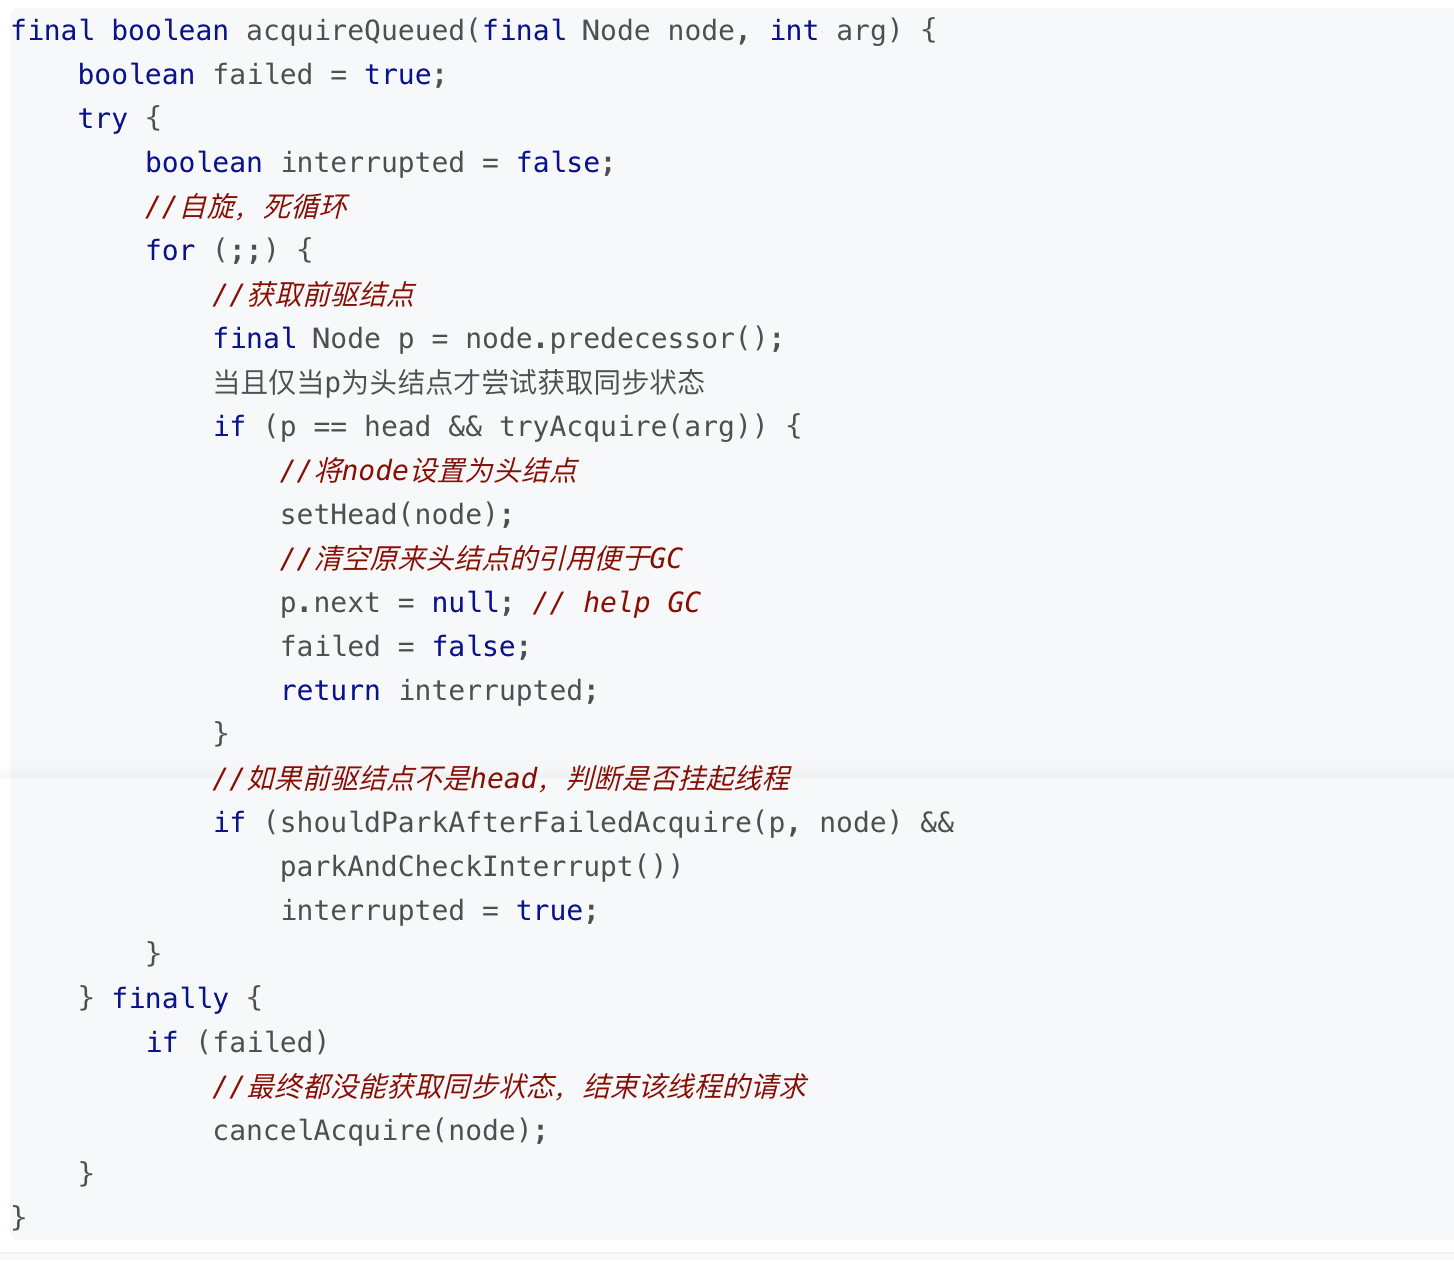 final boolean acquireQueued(final Node node, int arg) {
    boolean failed = true;
    try {
        boolean interrupted = false;
        //自旋，死循环
        for (;;) {
            //获取前驱结点
            final Node p = node.predecessor();
            当且仅当p为头结点才尝试获取同步状态
            if (p == head && tryAcquire(arg)) {
                //将node设置为头结点
                setHead(node);
                //清空原来头结点的引用便于GC
                p.next = null; // help GC
                failed = false;
                return interrupted;
            }
            //如果前驱结点不是head，判断是否挂起线程
            if (shouldParkAfterFailedAcquire(p, node) &&
                parkAndCheckInterrupt())
                interrupted = true;
        }
    } finally {
        if (failed)
            //最终都没能获取同步状态，结束该线程的请求
            cancelAcquire(node);
    }
}